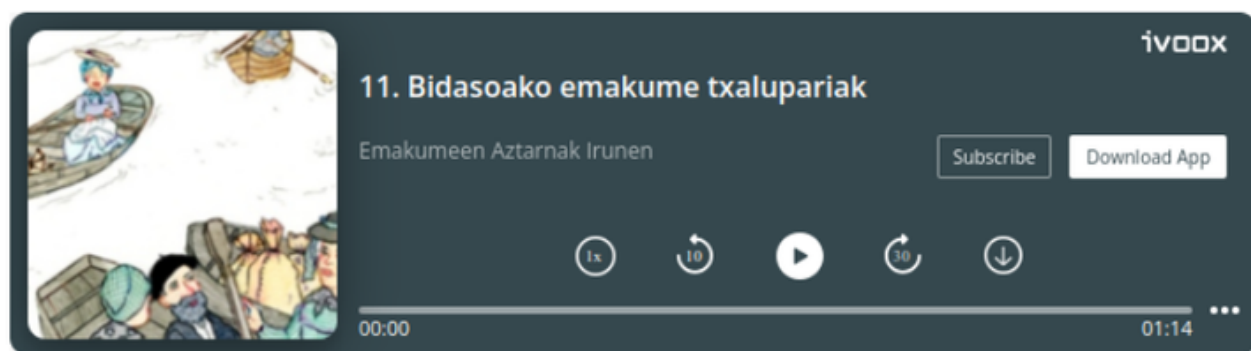 ivoox
11. Bidasoako emakume txalupariak
Emakumeen Aztarnak Irunen
Subscribe
Download App
1x
10
30
00:00
01:14